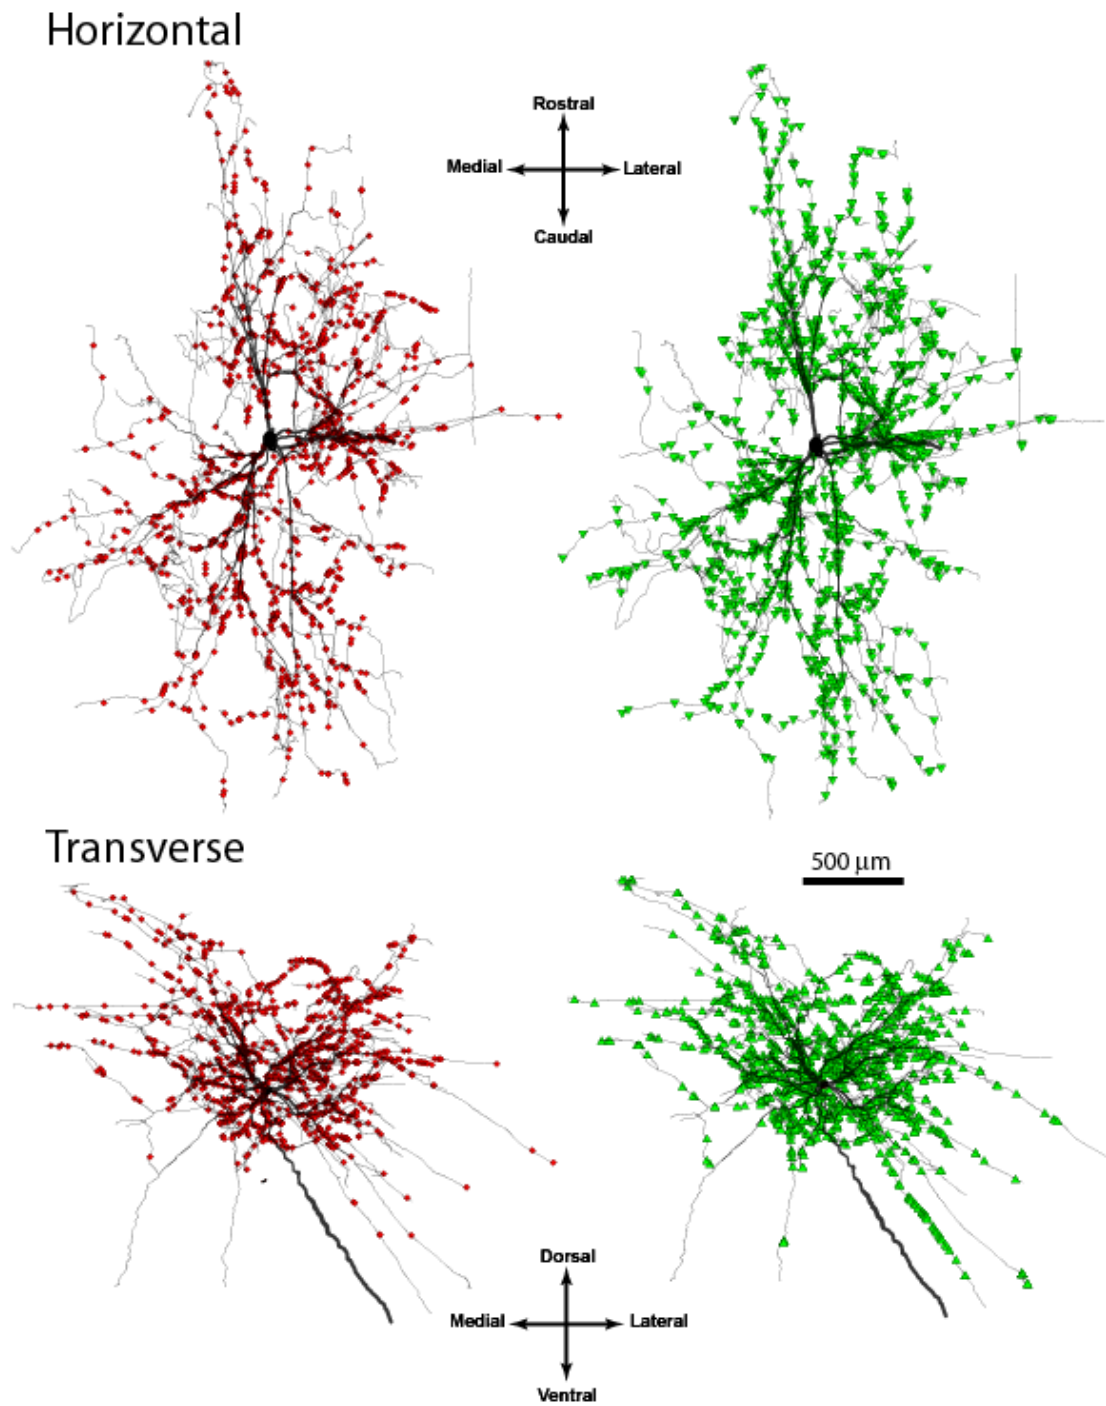 Horizontal
Rostral
Medial Lateral
Caudal
Transverse
500 µm
Dorsal
Medial Lateral
Ventral